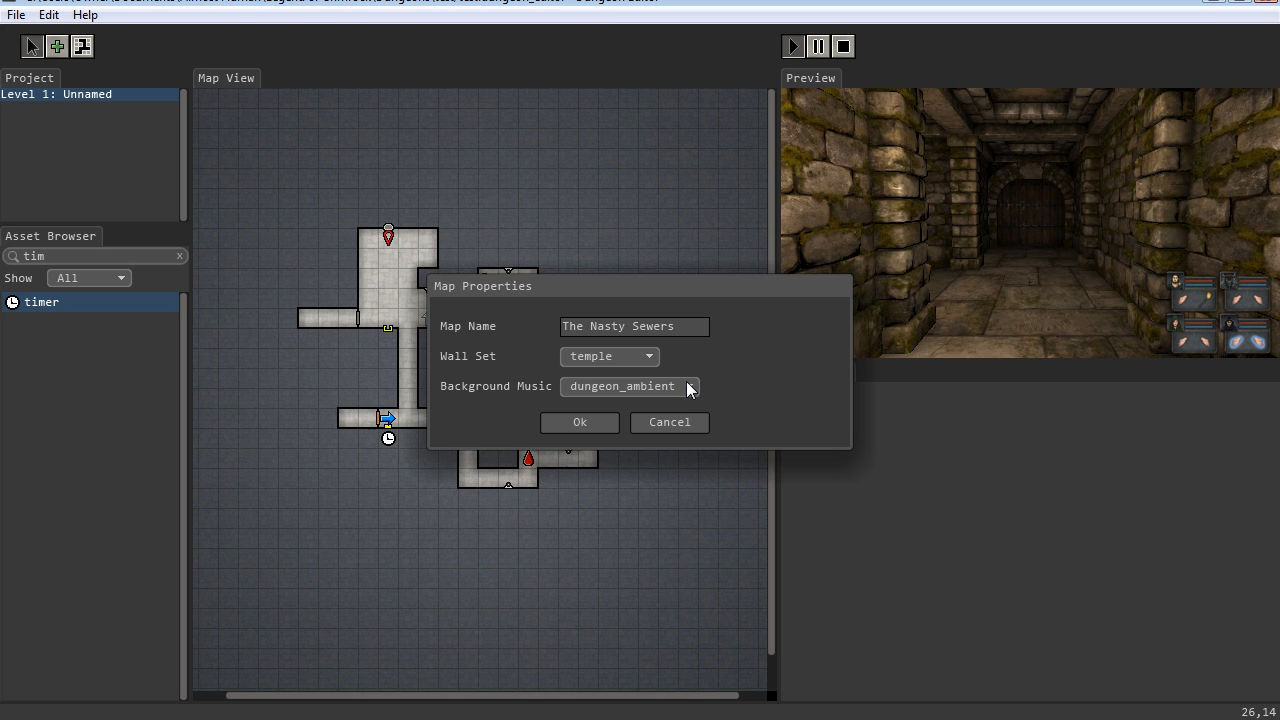 File Edit Help
Project
Map View
Preview
Level 1: Unnamed
Asset Browser
tim
x
Show All
timer
Map Properties
Map Name The Nasty Sewers
Wall Set temple
Background Music dungeon_ambient
Ok Cancel
26,14